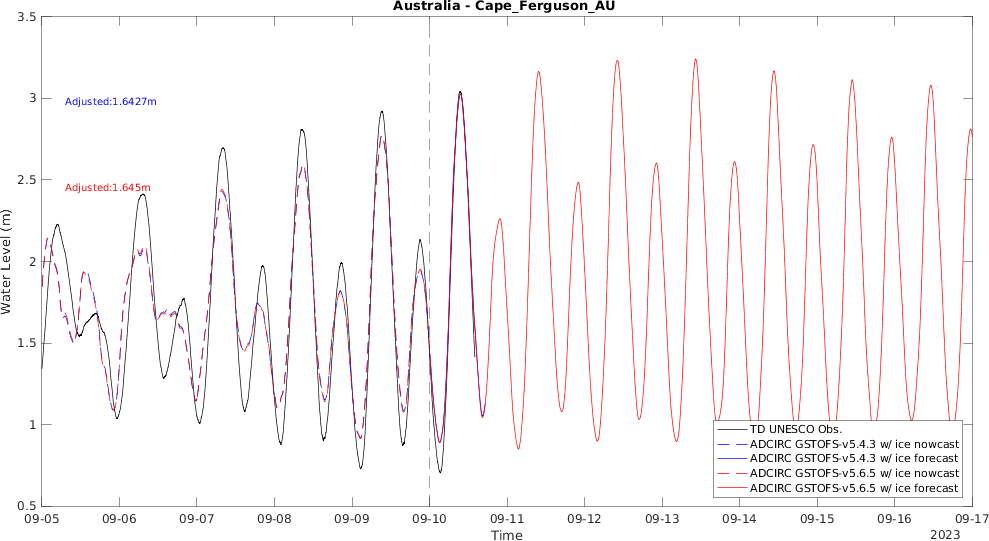 Australia - Cape_Ferguson_AU
3.5
3
2.5
2
1.5
1
0.5
Water Level (m)
Adjusted:1.6427m
Adjusted:1.645m
TD UNESCO Obs.
ADCIRC GSTOFS-v5.4.3 w/ ice nowcast
ADCIRC GSTOFS-v5.4.3 w/ ice forecast
ADCIRC GSTOFS-v5.6.5 w/ ice nowcast
ADCIRC GSTOFS-v5.6.5 w/ ice forecast
09-05 09-06 09-07 09-08 09-09 09-10 09-11 09-12 09-13 09-14 09-15 09-16 09-17
Time
2023